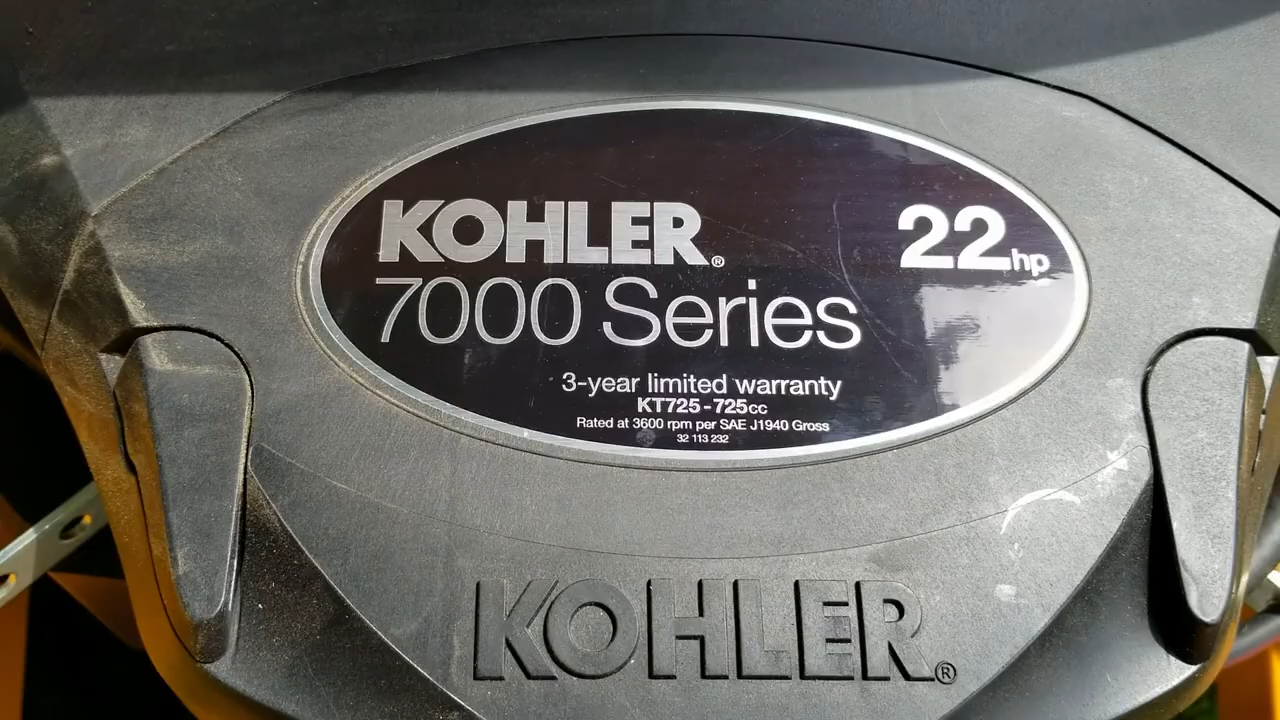 KOHLER®
22hp
7000 Series
3-year limited warranty
KT725-725cc
Rated at 3600 rpm per SAE J1940 Gross
32 113 232
KOHLER®